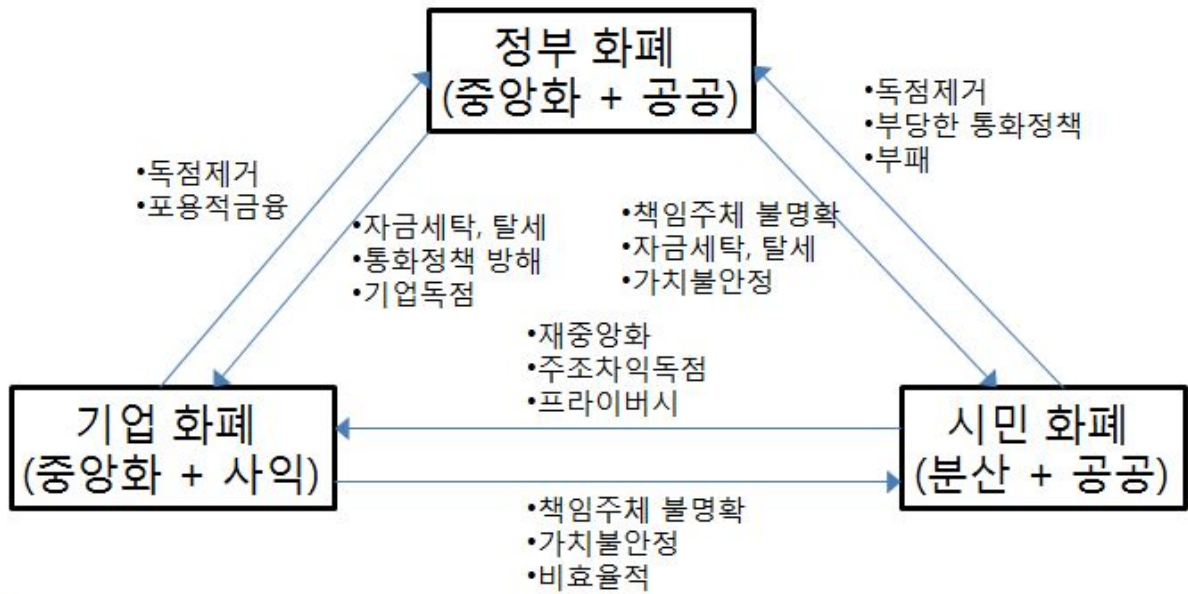 정부 화폐
(중앙화 + 공공)
•독점제거
•부당한 통화정책
•부패
•독점제거
•포용적금융
•자금세탁, 탈세
•통화정책 방해
•기업독점
•책임주체 불명확
•자금세탁, 탈세
•가치불안정
•재중앙화
•주조차익독점
•프라이버시
기업 화폐
(중앙화 + 사익)
시민 화폐
(분산 + 공공)
•책임주체 불명확
•가치불안정
•비효율적